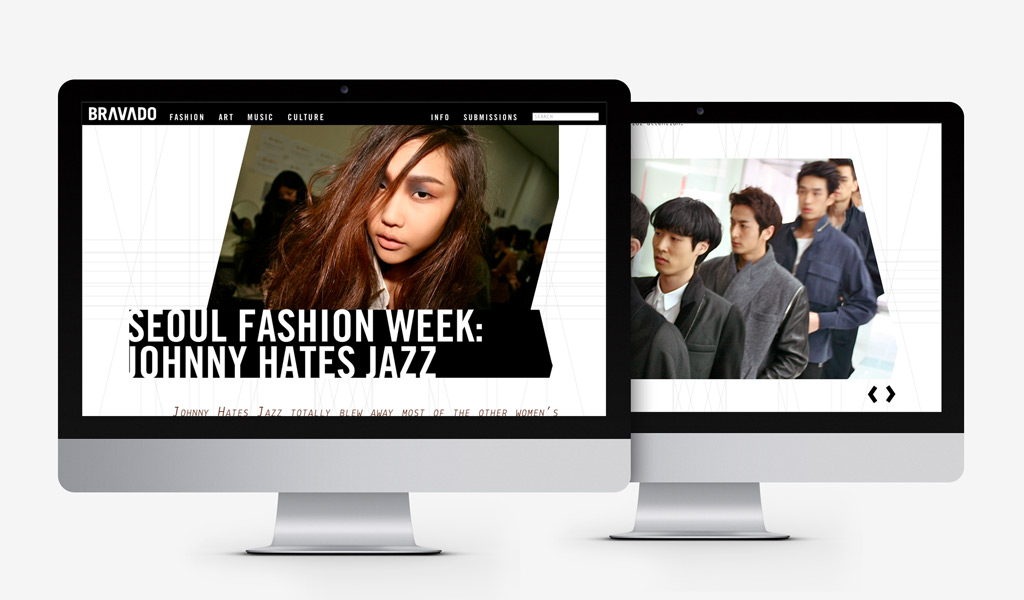 BRAVADO FASHION ART MUSIC CULTURE INFO SUBMISSIONS SEARCH
SEOUL FASHION WEEK:
JOHNNY HATES JAZZ
JOHNNY HATES JAZZ TOTALLY BLEW AWAY MOST OF THE OTHER WOMEN'S